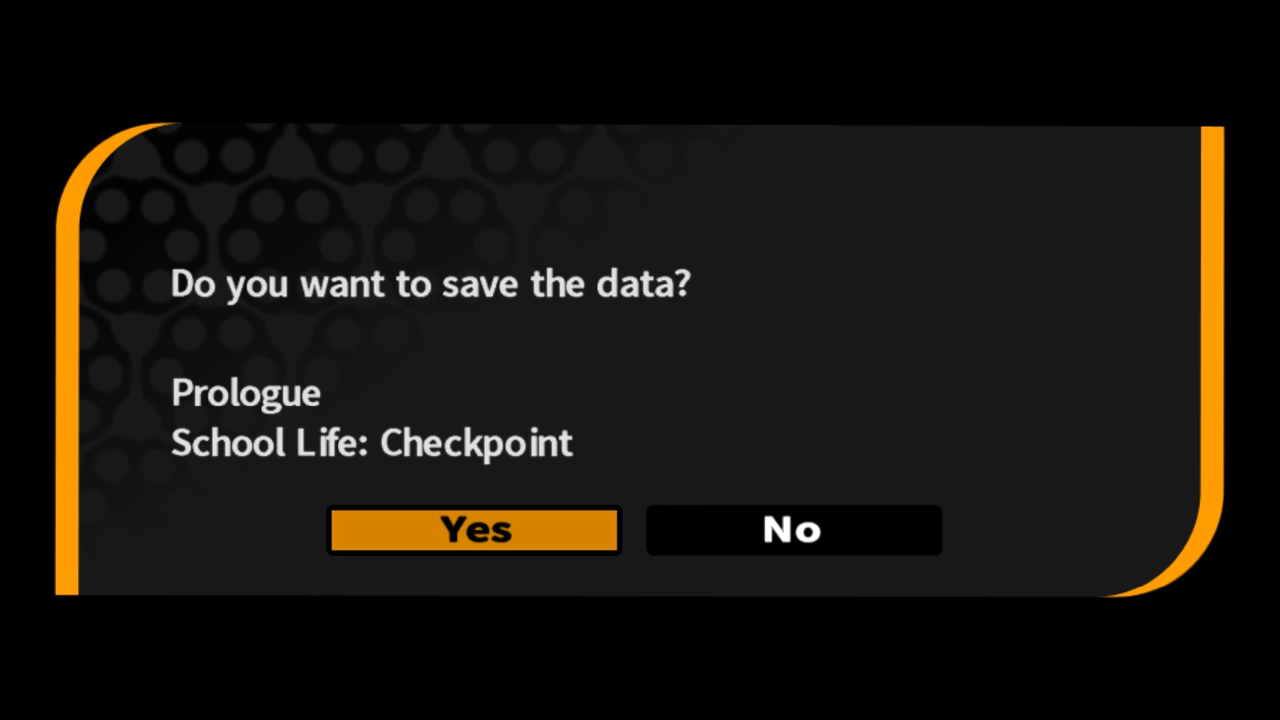 Do you want to save the data?
Prologue
School Life: Checkpoint
Yes
No